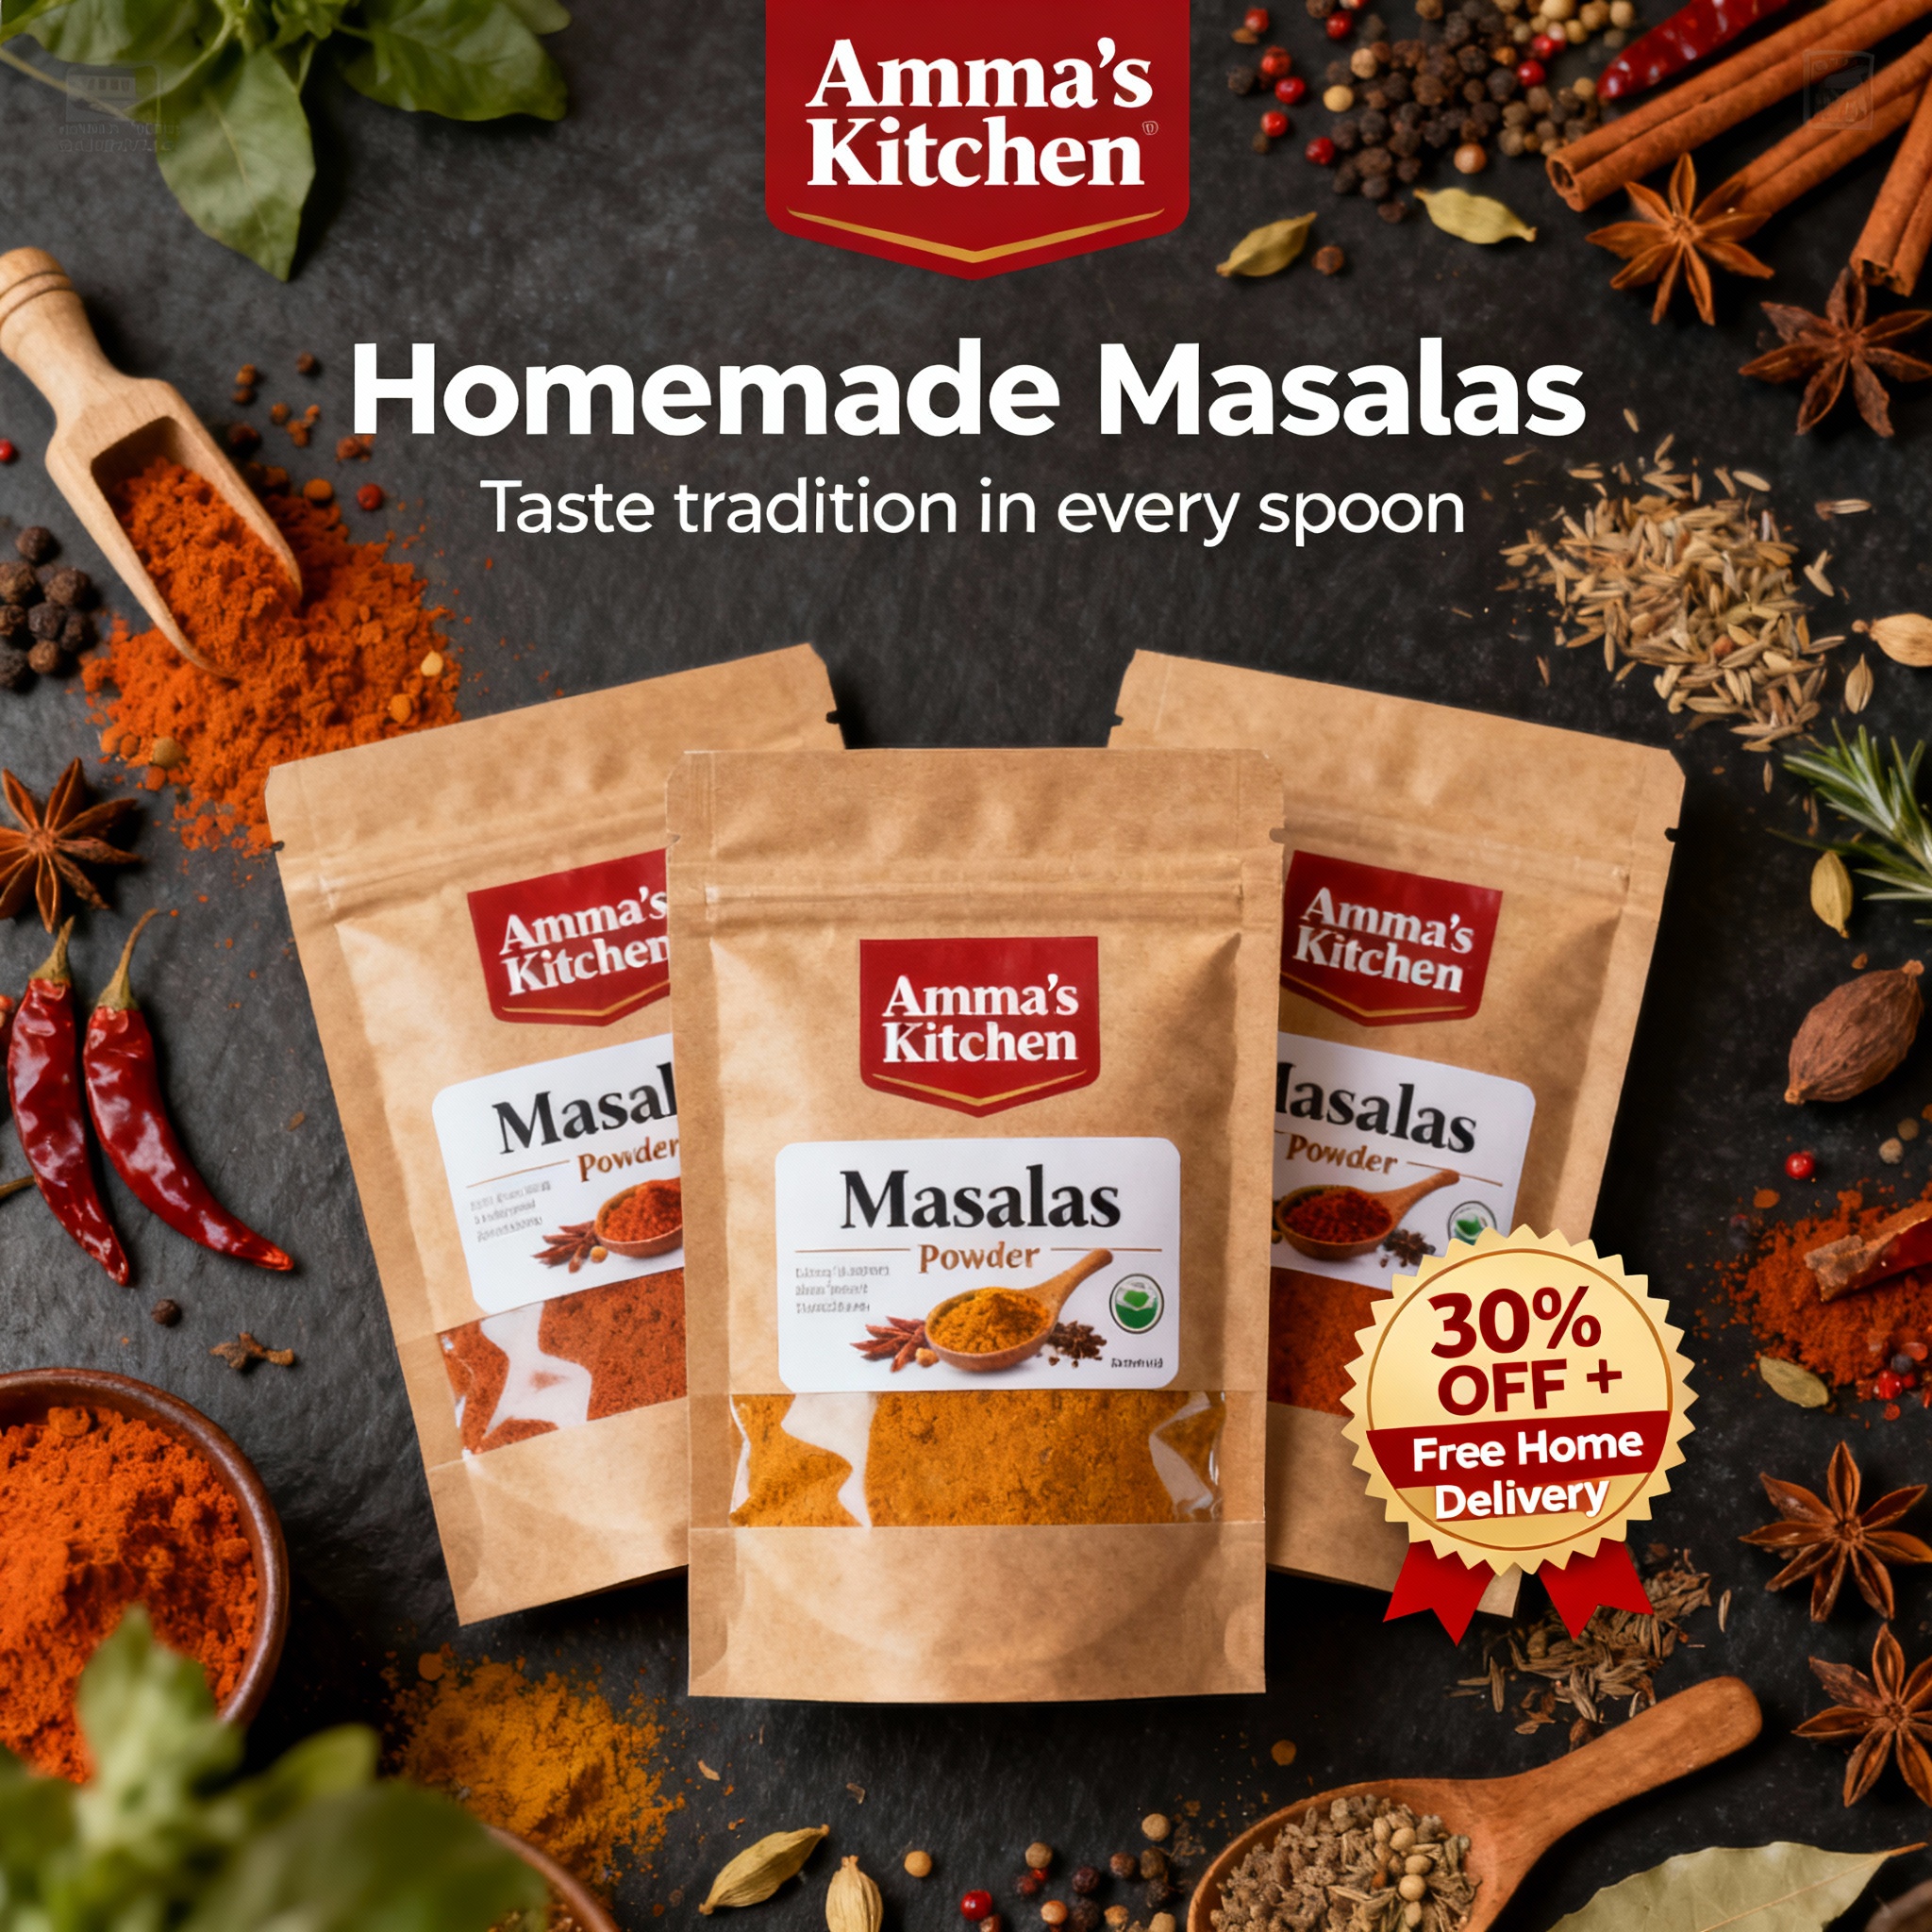 Amma's
Kitchen
Homemade Masalas
Taste tradition in every spoon
Amma's
Kitchen
Masal
Powder
Amma's
Kitchen
Masalas
Powder
Amma's
Kitchen
asalas
Powder
30%
OFF +
Free Home
Delivery